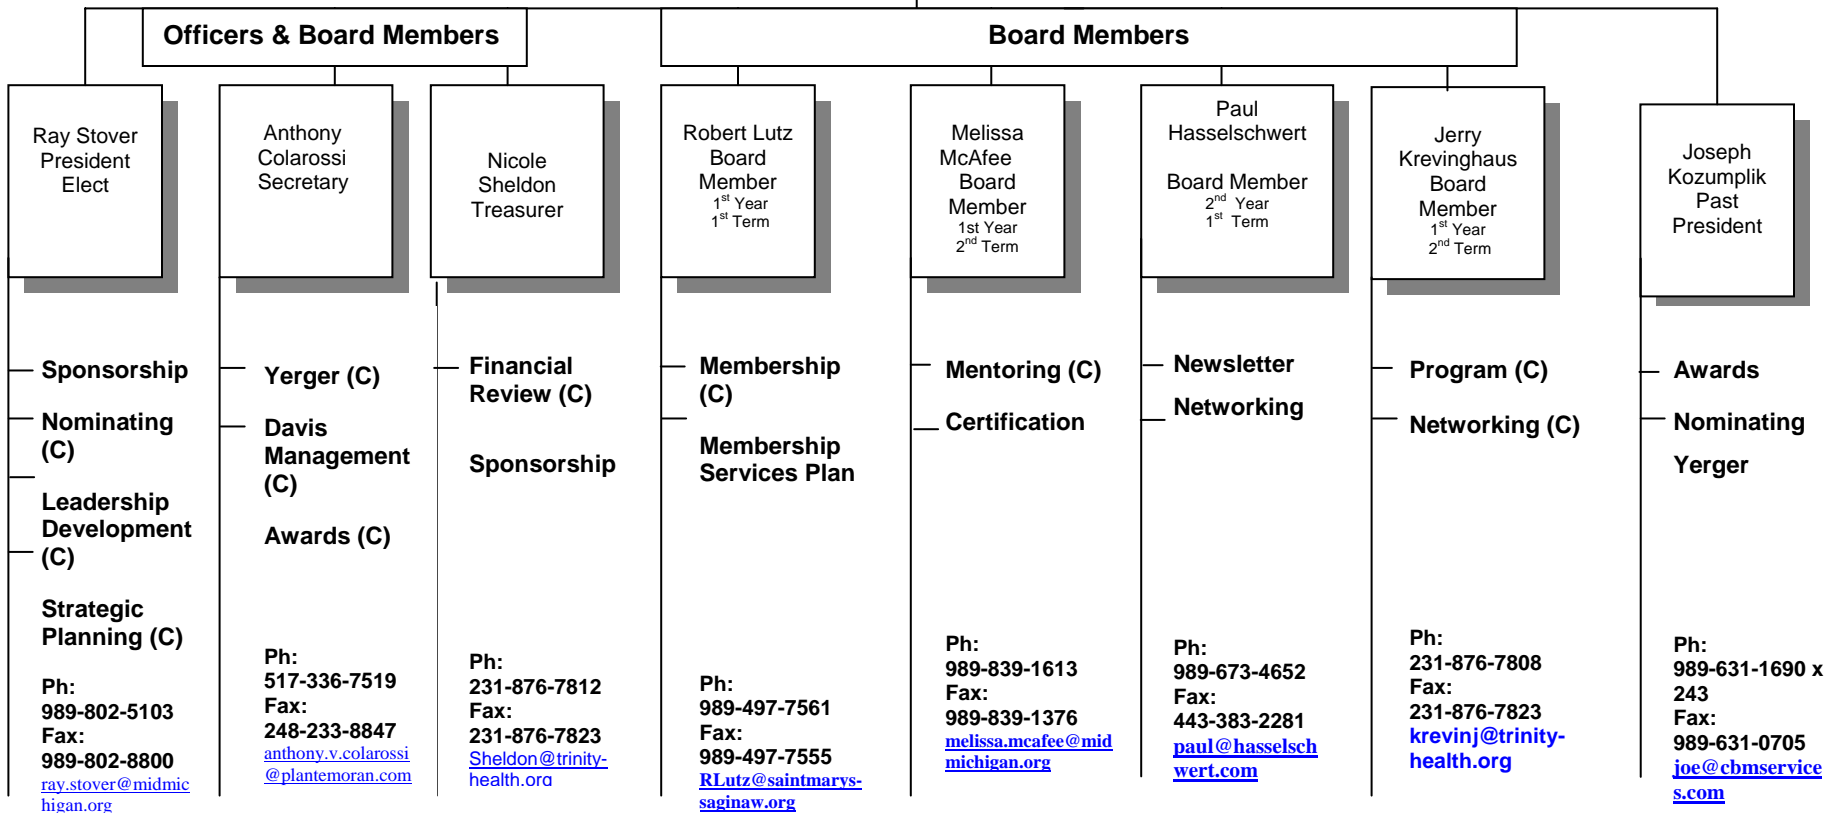 Officers & Board Members
Board Members
Ray Stover
President
Elect
Anthony
Colarossi
Secretary
Nicole
Sheldon
Treasurer
Robert Lutz
Board
Member
1st Year
1st Term
Melissa
McAfee
Board
Member
1st Year
2nd Term
Paul
Hasselschwert
Board Member
2nd Year
1st Term
Jerry
Krevinghaus
Board
Member
1st Year
2nd Term
Joseph
Kozumplik
Past
President
Sponsorship
Nominating
(C)
Leadership
Development
(C)
Strategic
Planning (C)
Ph:
989-802-5103
Fax:
989-802-8800
ray.stover@midmic
higan.org
Yerger (C)
Davis
Management
(C)
Awards (C)
Ph:
517-336-7519
Fax:
248-233-8847
anthony.v.colarossi
@plantemoran.com
Financial
Review (C)
Sponsorship
Ph:
231-876-7812
Fax:
231-876-7823
Sheldon@trinity-
health.org
Membership
(C)
Membership
Services Plan
Ph:
989-497-7561
Fax:
989-497-7555
RLutz@saintmarys-
saginaw.org
Mentoring (C)
Certification
Ph:
989-839-1613
Fax:
989-839-1376
melissa.mcafee@mid
michigan.org
Newsletter
Networking
Ph:
989-673-4652
Fax:
443-383-2281
paul@hasselsch
wert.com
Program (C)
Networking (C)
Ph:
231-876-7808
Fax:
231-876-7823
krevinj@trinity-
health.org
Awards
Nominating
Yerger
Ph:
989-631-1690 x
243
Fax:
989-631-0705
joe@cbmservice
s.com